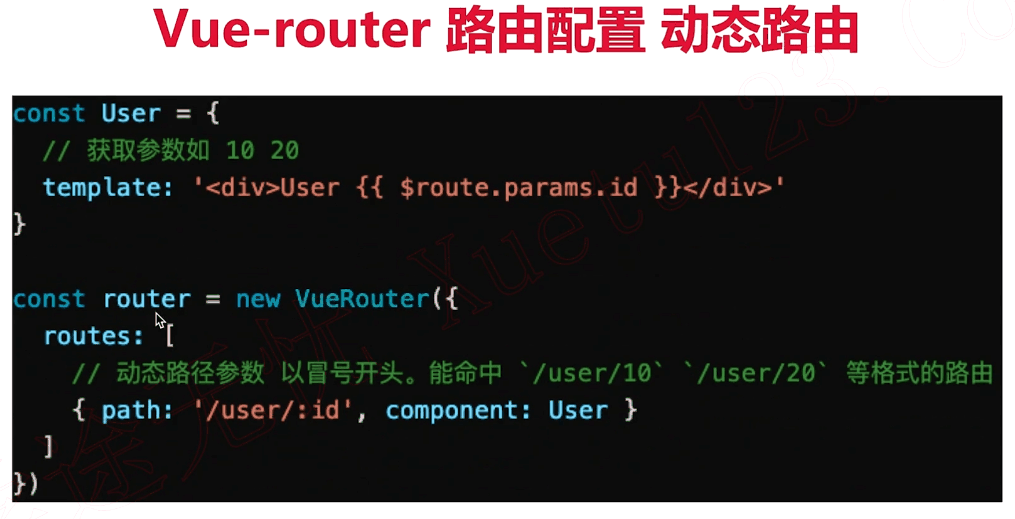 Vue-router 路由配置 动态路由
const User = {
  // 获取参数如 10 20
  template: '<div>User {{ $route.params.id }}</div>'
}
const router = new VueRouter({
  routes: [
    // 动态路径参数 以冒号开头。能命中 `/user/10` `/user/20` 等格式的路由
    { path: '/user/:id', component: User }
  ]
})